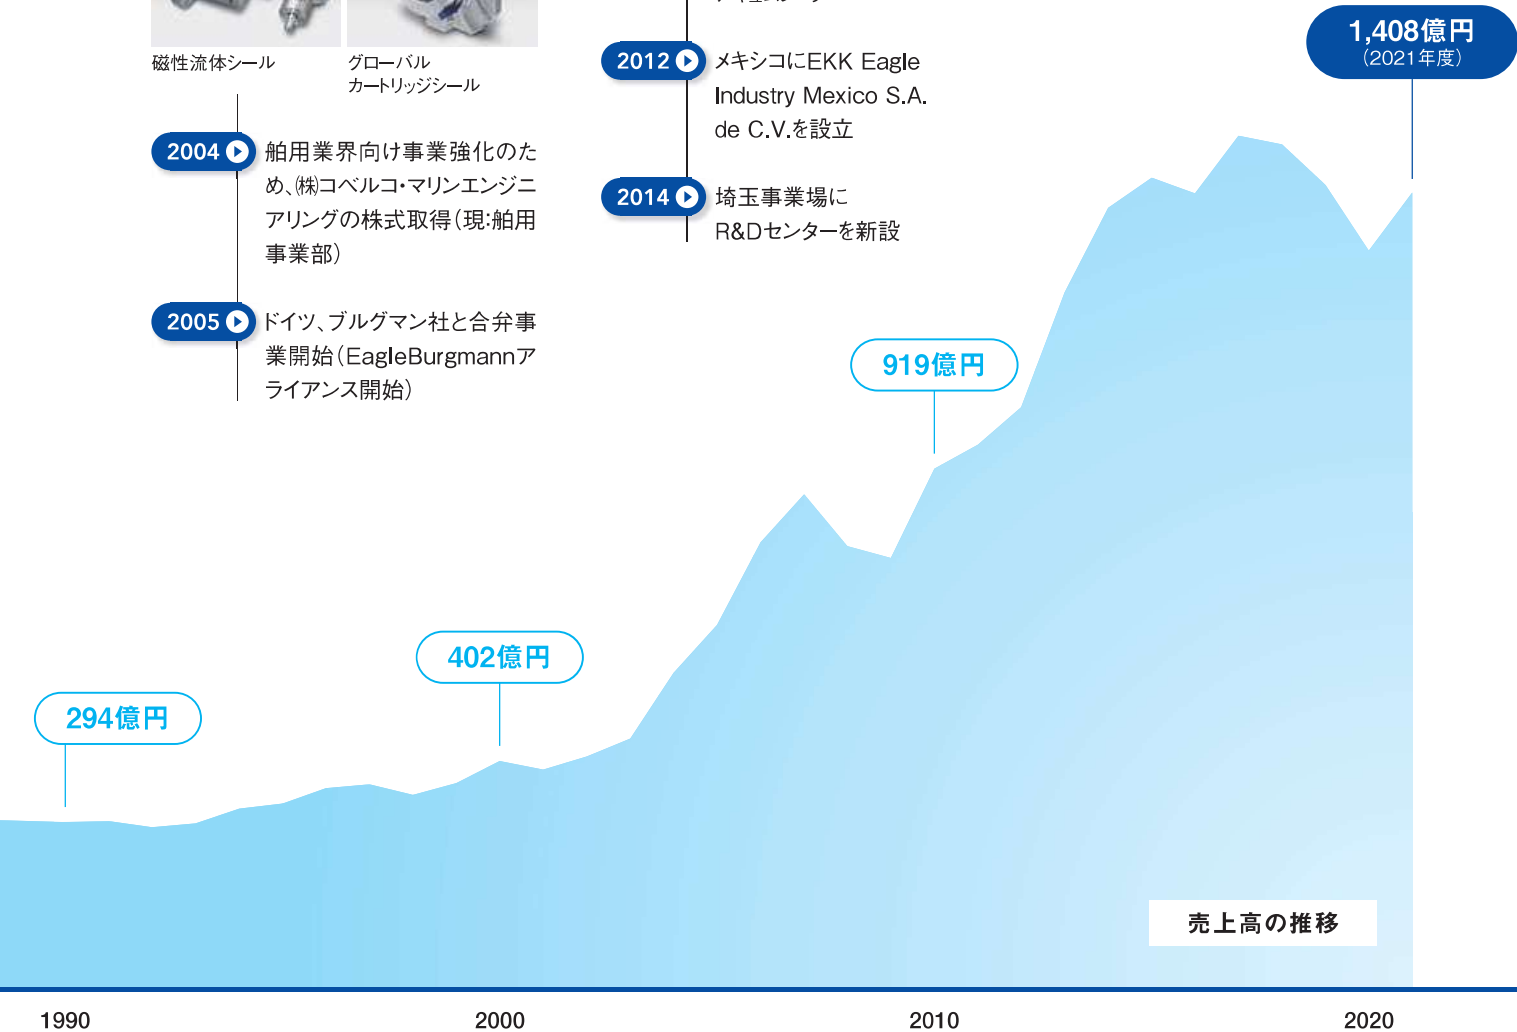 磁性流体シール
グローバル
カートリッジシール
2004
舶用業界向け事業強化のた
め、㈱コベルコ・マリンエンジニ
アリングの株式取得（現：舶用
事業部）
2005
ドイツ、ブルグマン社と合弁事
業開始（EagleBurgmannア
ライアンス開始）
2012
メキシコにEKK Eagle
Industry Mexico S.A.
de C.V.を設立
2014
埼玉事業場に
R&Dセンターを新設
1,408億円
（2021年度）
919億円
402億円
294億円
売上高の推移
1990
2000
2010
2020